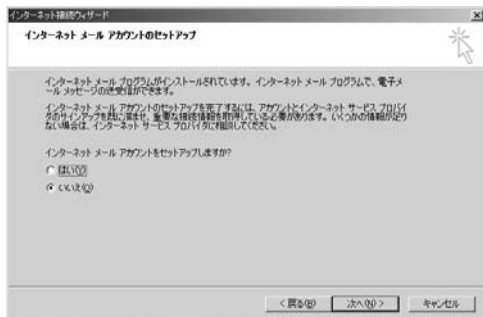 インターネット接続ウィザード
インターネット メール アカウントのセットアップ
インターネット メール プログラムがインストールされています。インターネット メール プログラムで、電子メ
ール メッセージの送受信ができます。
インターネット メール アカウントのセットアップを完了するには、アカウントとインターネット サービス プロバイ
ダのサインアップを既に済ませ、重要な接続情報を取得している必要があります。いくつかの情報が足り
ない場合は、インターネット サービス プロバイダに相談してください。
インターネット メール アカウントをセットアップしますか?
はい(Y)
いいえ(O)
< 戻る(B)
次へ(N) >
キャンセル